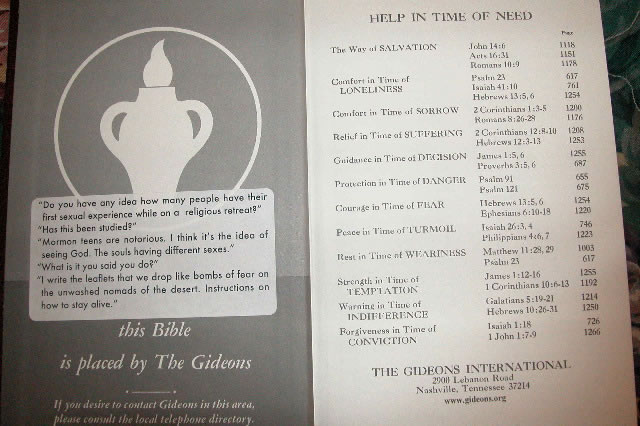 "Do you have any idea how many people have their
first sexual experience while on a religious retreat?"
"Has this been studied?"
"Mormon teens are notorious. I think it's the idea of
seeing God. The souls having different sexes."
"What is it you said you do?"
"I write the leaflets that we drop like bombs of fear on
the unwashed nomads of the desert. Instructions on
how to stay alive."
this Bible
is placed by The Gideons
If you desire to contact Gideons in this area,
please consult the local telephone directory.
HELP IN TIME OF NEED
Page
The Way of SALVATION John 14:6 1118
Acts 16:31 1151
Romans 10:9 1178
Comfort in Time of Psalm 23 617
LONELINESS Isaiah 41:10 761
Hebrews 13:5, 6 1254
Comfort in Time of SORROW 2 Corinthians 1:3-5 1200
Romans 8:26-28 1176
Relief in Time of SUFFERING 2 Corinthians 12:8-10 1208
Hebrews 12:3-13 1253
Guidance in Time of DECISION James 1:5, 6 1255
Proverbs 3:5, 6 687
Protection in Time of DANGER Psalm 91 655
Psalm 121 675
Courage in Time of FEAR Hebrews 13:5, 6 1254
Ephesians 6:10-18 1220
Peace in Time of TURMOIL Isaiah 26:3, 4 746
Philippians 4:6, 7 1223
Rest in Time of WEARINESS Matthew 11:28, 29 1003
Psalm 23 617
Strength in Time of James 1:12-16 1255
TEMPTATION 1 Corinthians 10:6-13 1192
Warning in Time of Galatians 5:19-21 1214
INDIFFERENCE Hebrews 10:26-31 1250
Forgiveness in Time of Isaiah 1:18 726
CONVICTION 1 John 1:7-9 1266
THE GIDEONS INTERNATIONAL
2900 Lebanon Road
Nashville, Tennessee 37214
www.gideons.org